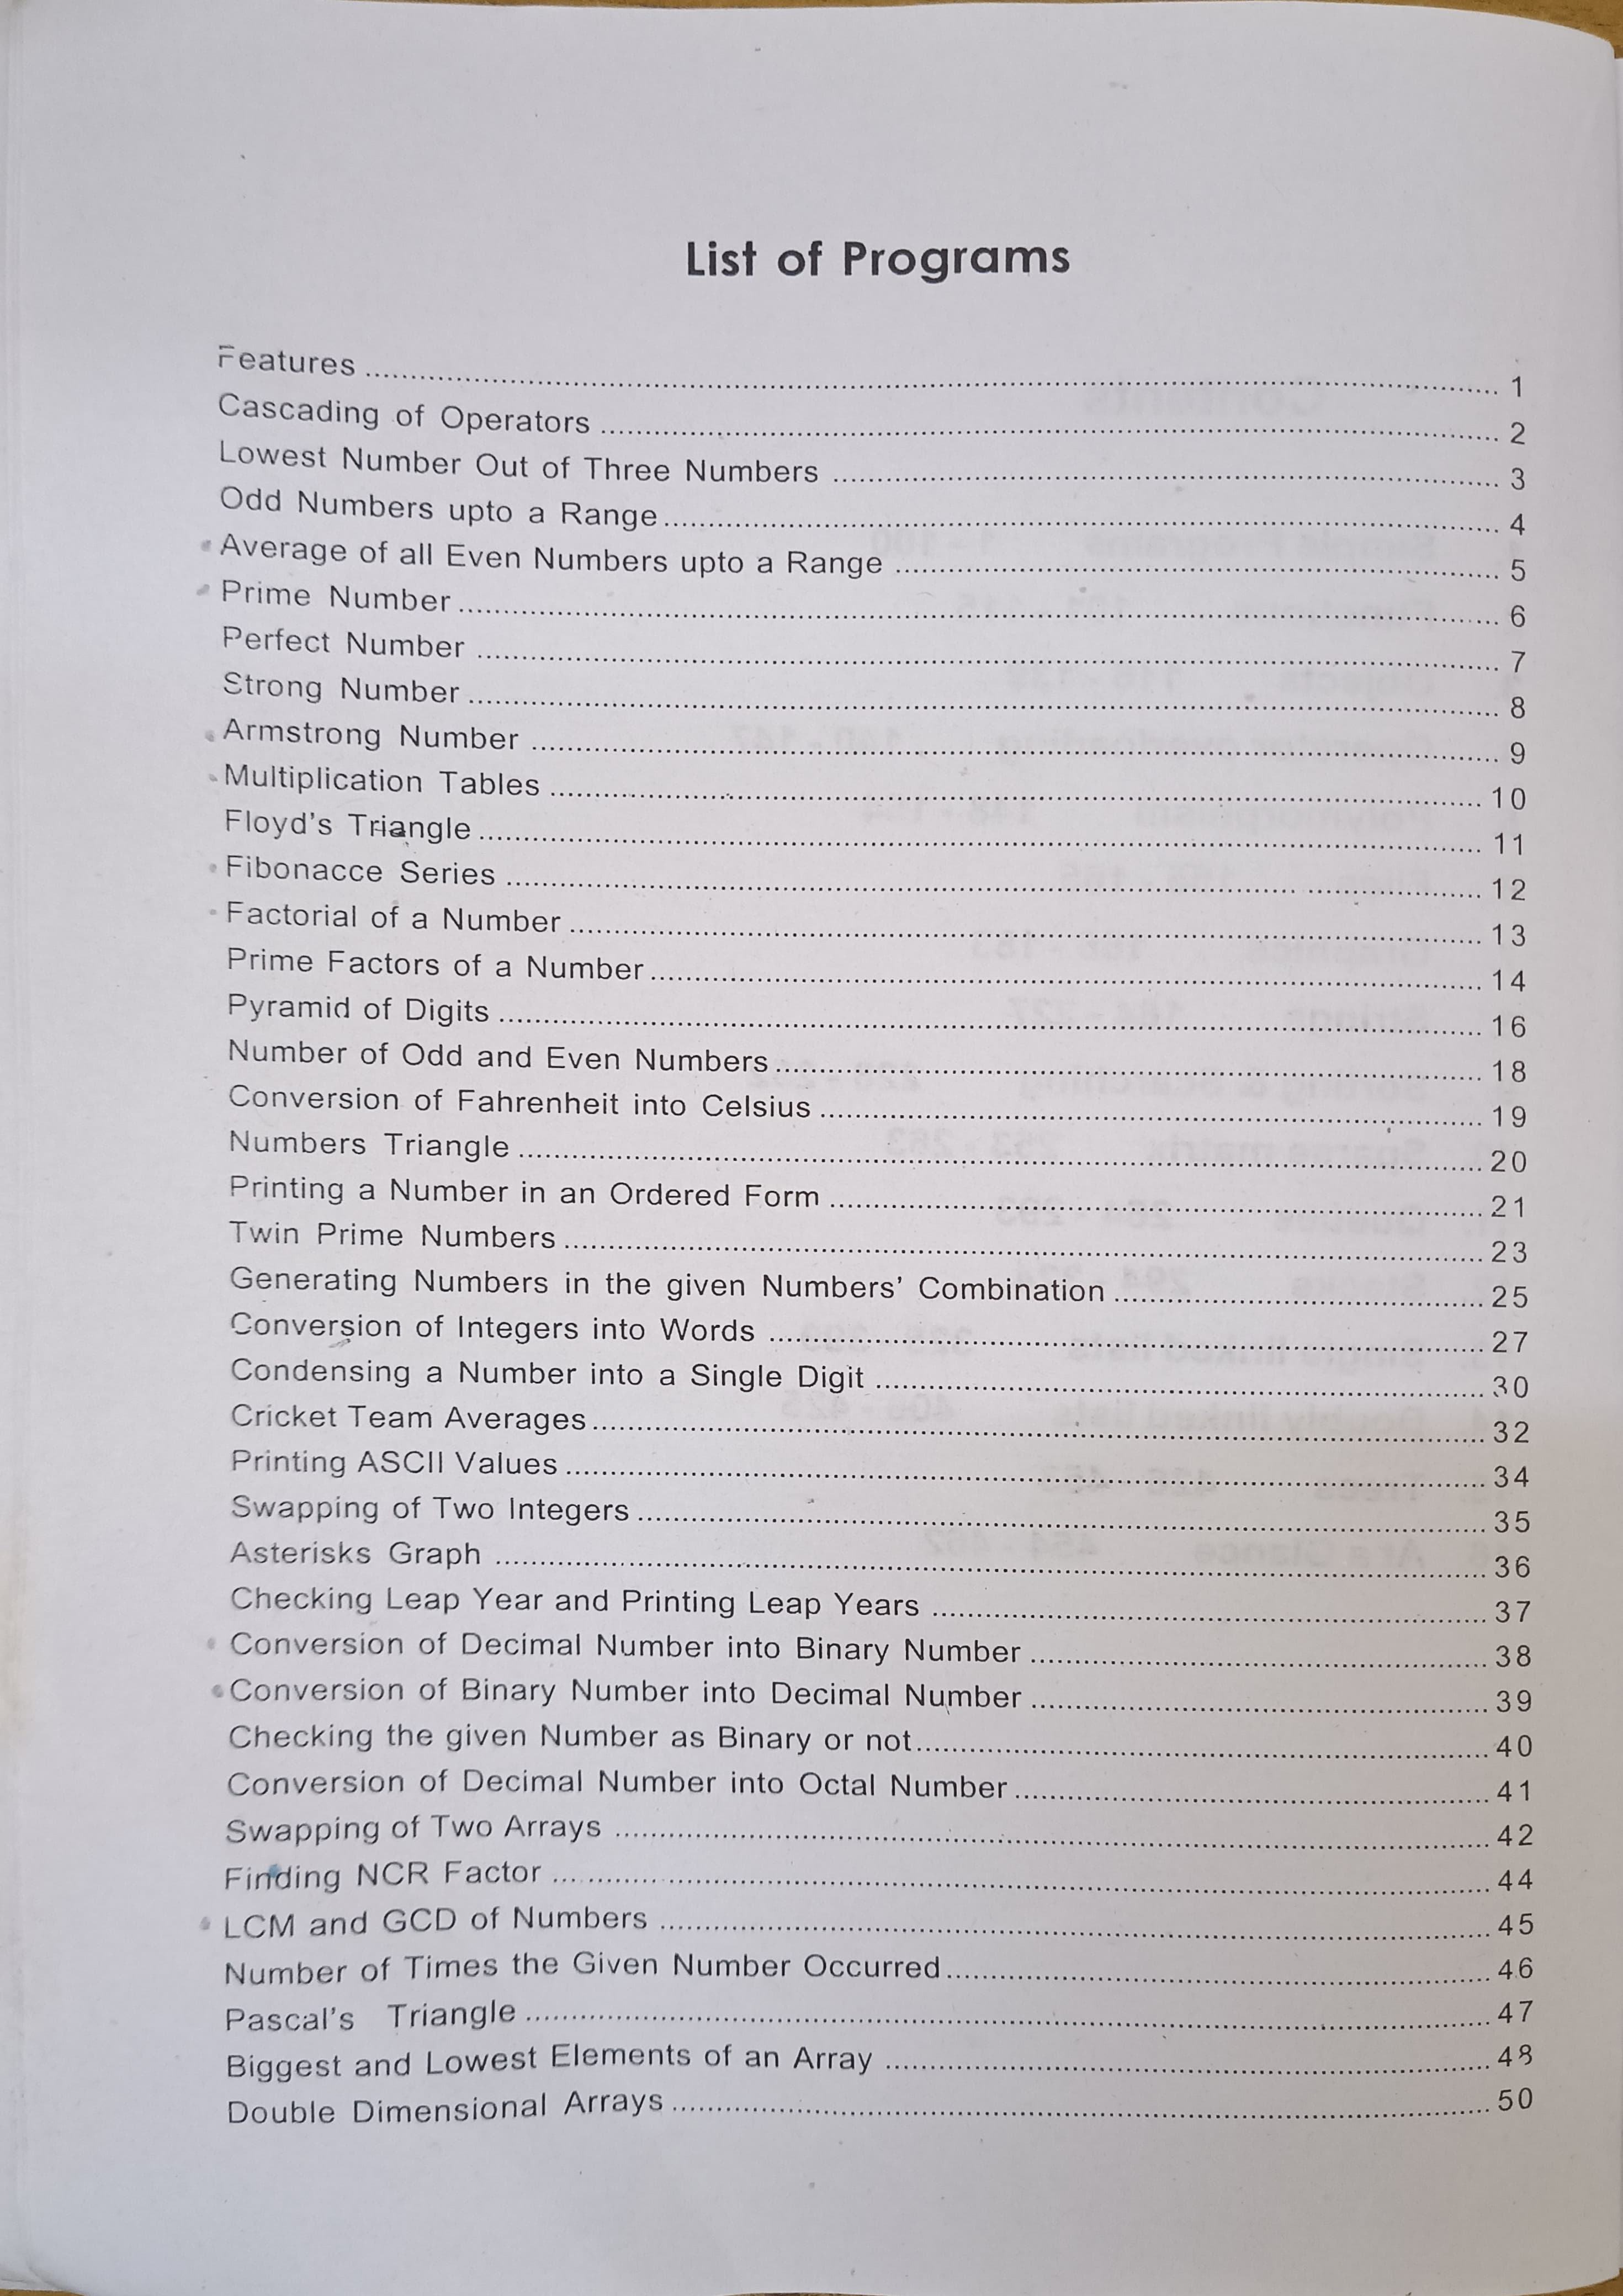 List of Programs
Features ........ 1
Cascading of Operators ........ 2
Lowest Number Out of Three Numbers ........ 3
Odd Numbers upto a Range ........ 4
Average of all Even Numbers upto a Range ........ 5
Prime Number ........ 6
Perfect Number ........ 7
Strong Number ........ 8
Armstrong Number ........ 9
Multiplication Tables ........ 10
Floyd's Triangle ........ 11
Fibonacce Series ........ 12
Factorial of a Number ........ 13
Prime Factors of a Number ........ 14
Pyramid of Digits ........ 16
Number of Odd and Even Numbers ........ 18
Conversion of Fahrenheit into Celsius ........ 19
Numbers Triangle ........ 20
Printing a Number in an Ordered Form ........ 21
Twin Prime Numbers ........ 23
Generating Numbers in the given Numbers' Combination ........ 25
Conversion of Integers into Words ........ 27
Condensing a Number into a Single Digit ........ 30
Cricket Team Averages ........ 32
Printing ASCII Values ........ 34
Swapping of Two Integers ........ 35
Asterisks Graph ........ 36
Checking Leap Year and Printing Leap Years ........ 37
Conversion of Decimal Number into Binary Number ........ 38
Conversion of Binary Number into Decimal Number ........ 39
Checking the given Number as Binary or not ........ 40
Conversion of Decimal Number into Octal Number ........ 41
Swapping of Two Arrays ........ 42
Finding NCR Factor ........ 44
LCM and GCD of Numbers ........ 45
Number of Times the Given Number Occurred ........ 46
Pascal's Triangle ........ 47
Biggest and Lowest Elements of an Array ........ 48
Double Dimensional Arrays ........ 50